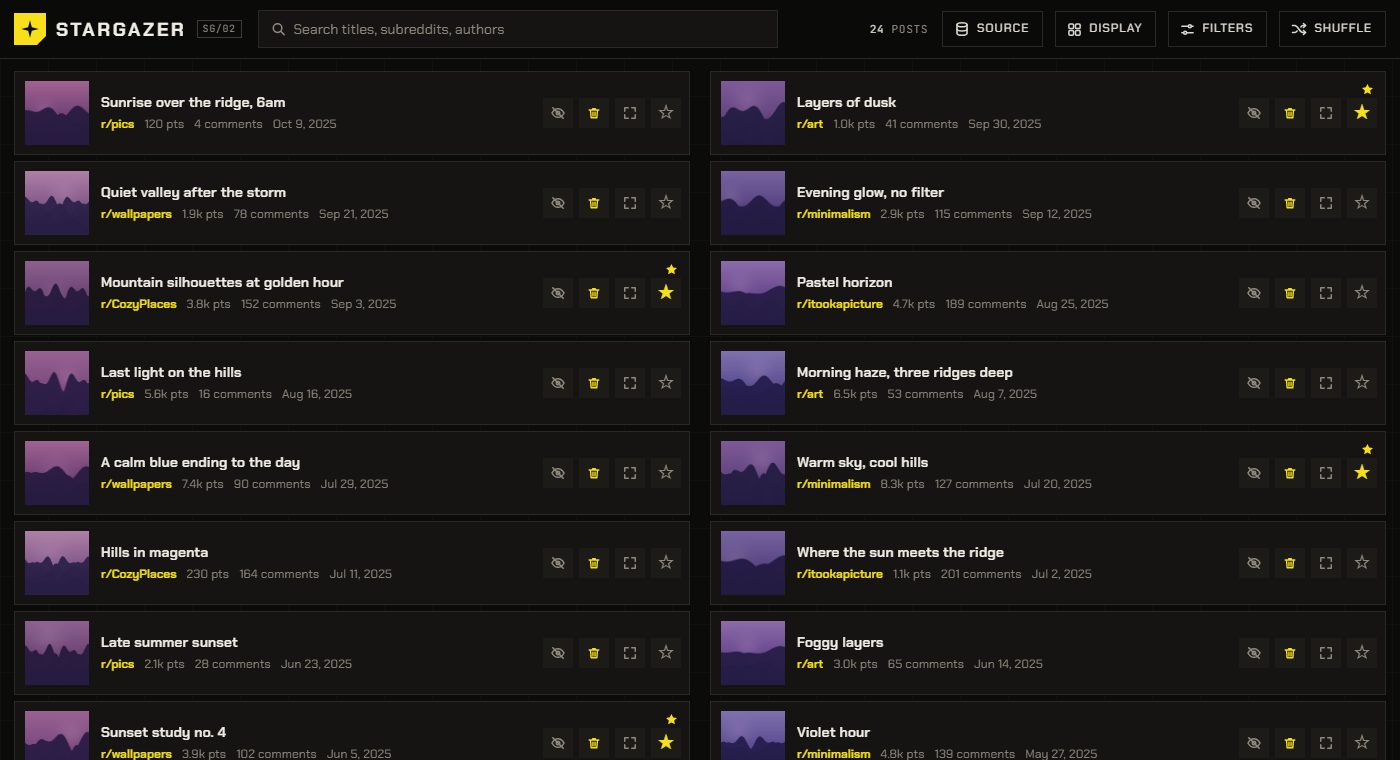 STARGAZER SG/02 Search titles, subreddits, authors 24 POSTS SOURCE DISPLAY FILTERS SHUFFLE
Sunrise over the ridge, 6am
r/pics 120 pts 4 comments Oct 9, 2025
Layers of dusk
r/art 1.0k pts 41 comments Sep 30, 2025
Quiet valley after the storm
r/wallpapers 1.9k pts 78 comments Sep 21, 2025
Evening glow, no filter
r/minimalism 2.9k pts 115 comments Sep 12, 2025
Mountain silhouettes at golden hour
r/CozyPlaces 3.8k pts 152 comments Sep 3, 2025
Pastel horizon
r/itookapicture 4.7k pts 189 comments Aug 25, 2025
Last light on the hills
r/pics 5.6k pts 16 comments Aug 16, 2025
Morning haze, three ridges deep
r/art 6.5k pts 53 comments Aug 7, 2025
A calm blue ending to the day
r/wallpapers 7.4k pts 90 comments Jul 29, 2025
Warm sky, cool hills
r/minimalism 8.3k pts 127 comments Jul 20, 2025
Hills in magenta
r/CozyPlaces 230 pts 164 comments Jul 11, 2025
Where the sun meets the ridge
r/itookapicture 1.1k pts 201 comments Jul 2, 2025
Late summer sunset
r/pics 2.1k pts 28 comments Jun 23, 2025
Foggy layers
r/art 3.0k pts 65 comments Jun 14, 2025
Sunset study no. 4
r/wallpapers 3.9k pts 102 comments Jun 5, 2025
Violet hour
r/minimalism 4.8k pts 139 comments May 27, 2025